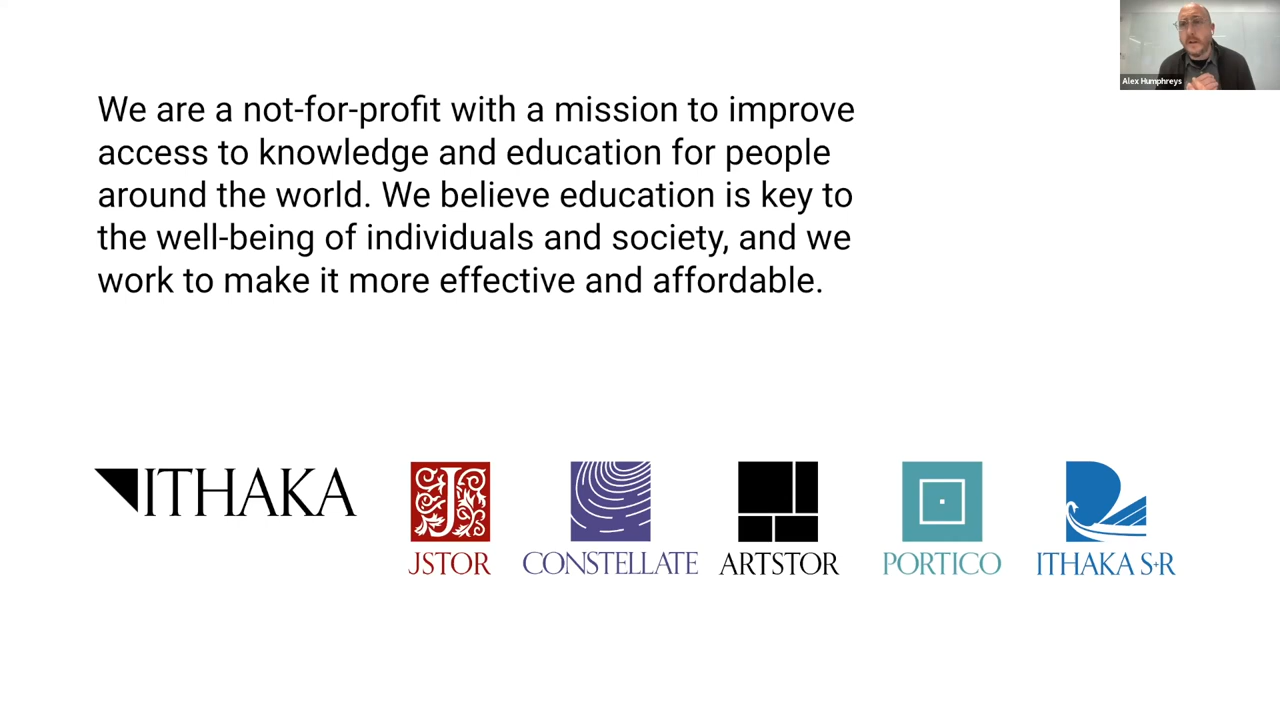 Alex Humphreys
We are a not-for-profit with a mission to improve
access to knowledge and education for people
around the world. We believe education is key to
the well-being of individuals and society, and we
work to make it more effective and affordable.
ITHAKA
J
JSTOR
CONSTELLATE
ARTSTOR
PORTICO
ITHAKA S+R